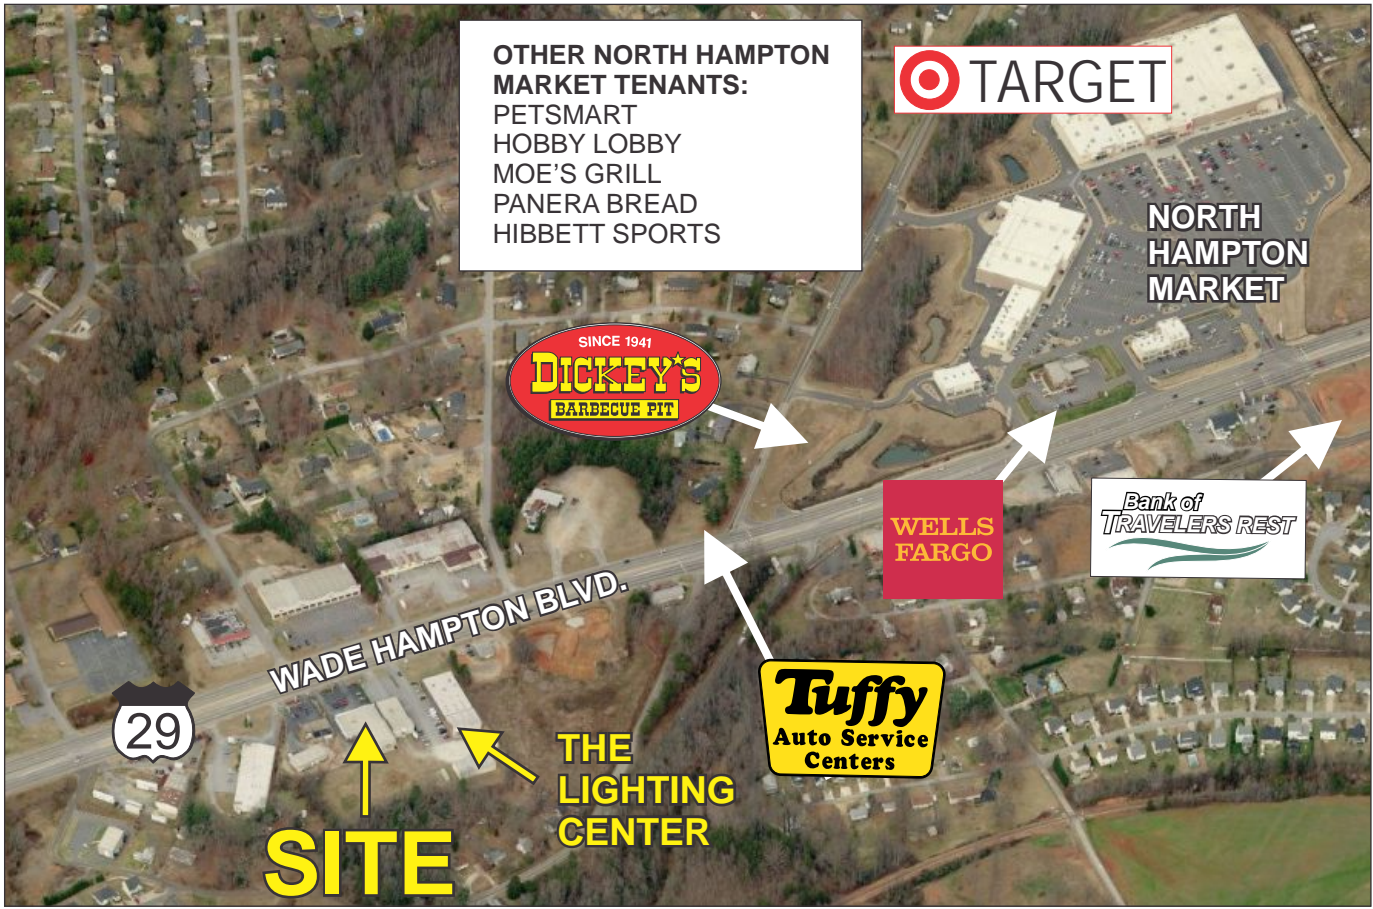 OTHER NORTH HAMPTON
MARKET TENANTS:
PETSMART
HOBBY LOBBY
MOE'S GRILL
PANERA BREAD
HIBBETT SPORTS
TARGET
NORTH
HAMPTON
MARKET
SINCE 1941
DICKEY'S
BARBECUE PIT
WELLS
FARGO
Bank of
TRAVELERS REST
WADE HAMPTON BLVD.
29
Tuffy
Auto Service
Centers
THE
LIGHTING
CENTER
SITE